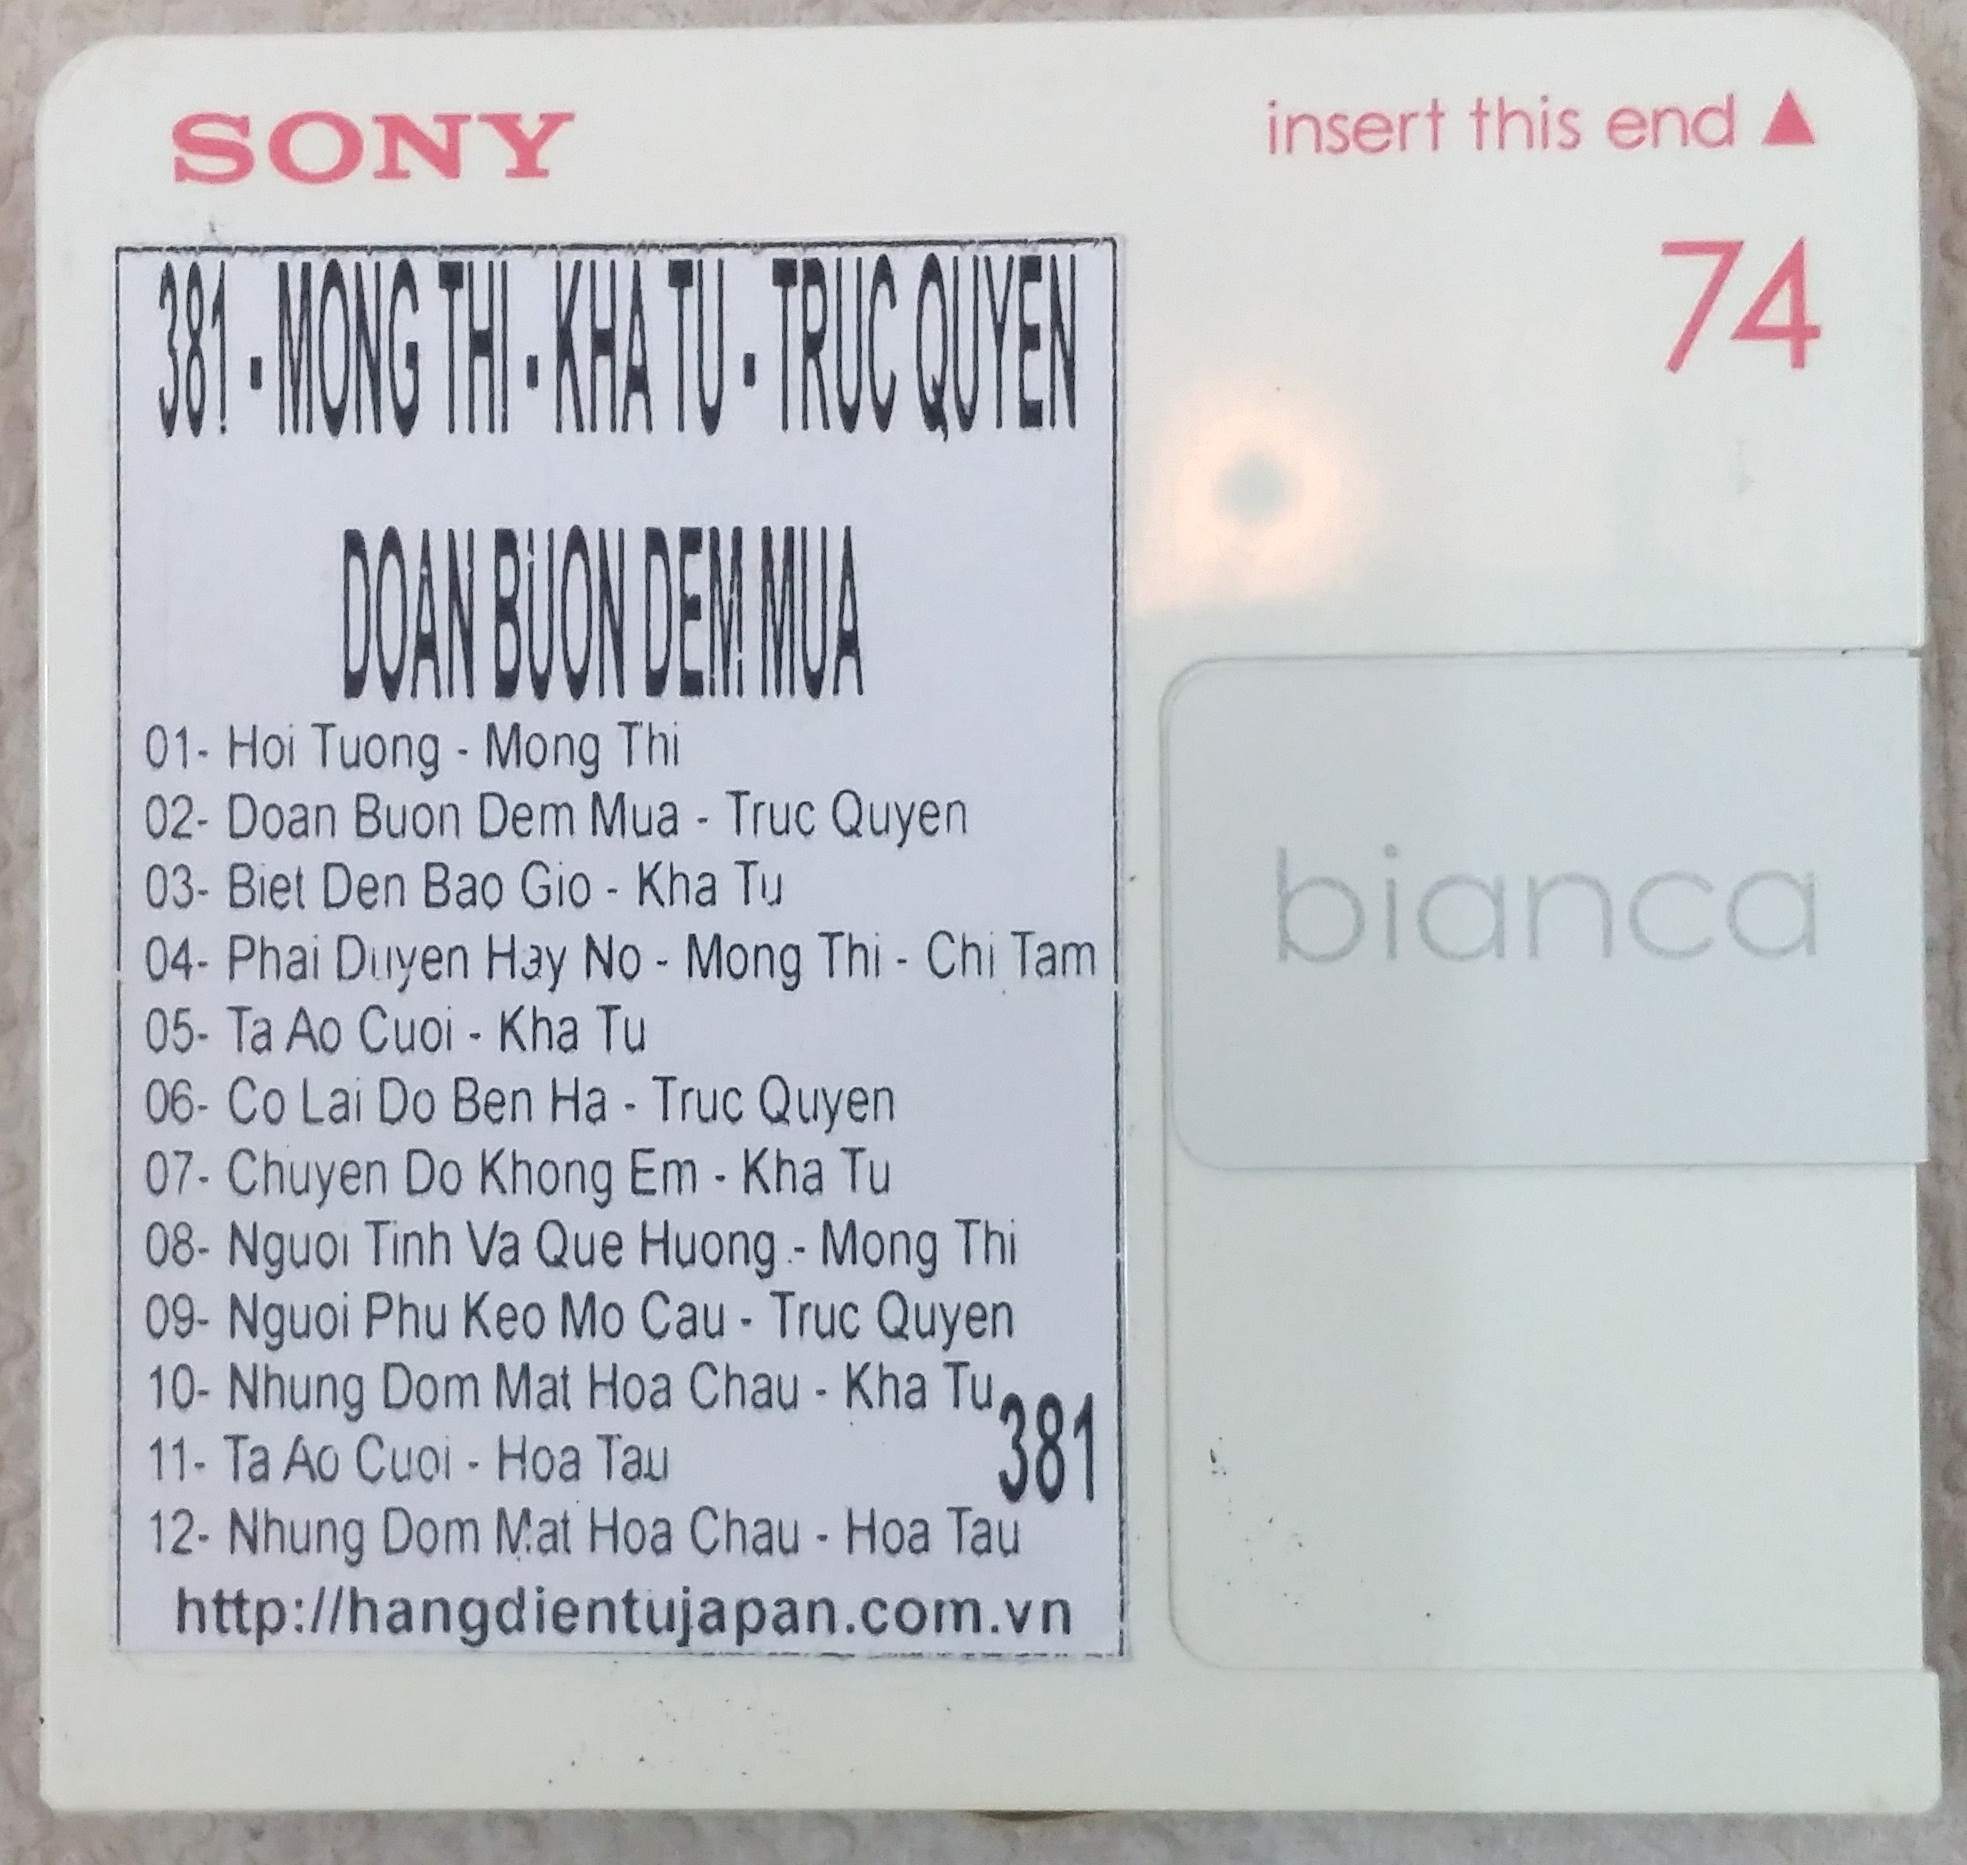 SONY
insert this end ▲
74
381 - MONG THI - KHA TU - TRUC QUYEN
DOAN BUON DEM MUA
01- Hoi Tuong - Mong Thi
02- Doan Buon Dem Mua - Truc Quyen
03- Biet Den Bao Gio - Kha Tu
04- Phai Duyen Hay No - Mong Thi - Chi Tam
05- Ta Ao Cuoi - Kha Tu
06- Co Lai Do Ben Ha - Truc Quyen
07- Chuyen Do Khong Em - Kha Tu
08- Nguoi Tinh Va Que Huong - Mong Thi
09- Nguoi Phu Keo Mo Cau - Truc Quyen
10- Nhung Dom Mat Hoa Chau - Kha Tu
11- Ta Ao Cuoi - Hoa Tau
381
12- Nhung Dom Mat Hoa Chau - Hoa Tau
http://hangdientujapan.com.vn
bianca